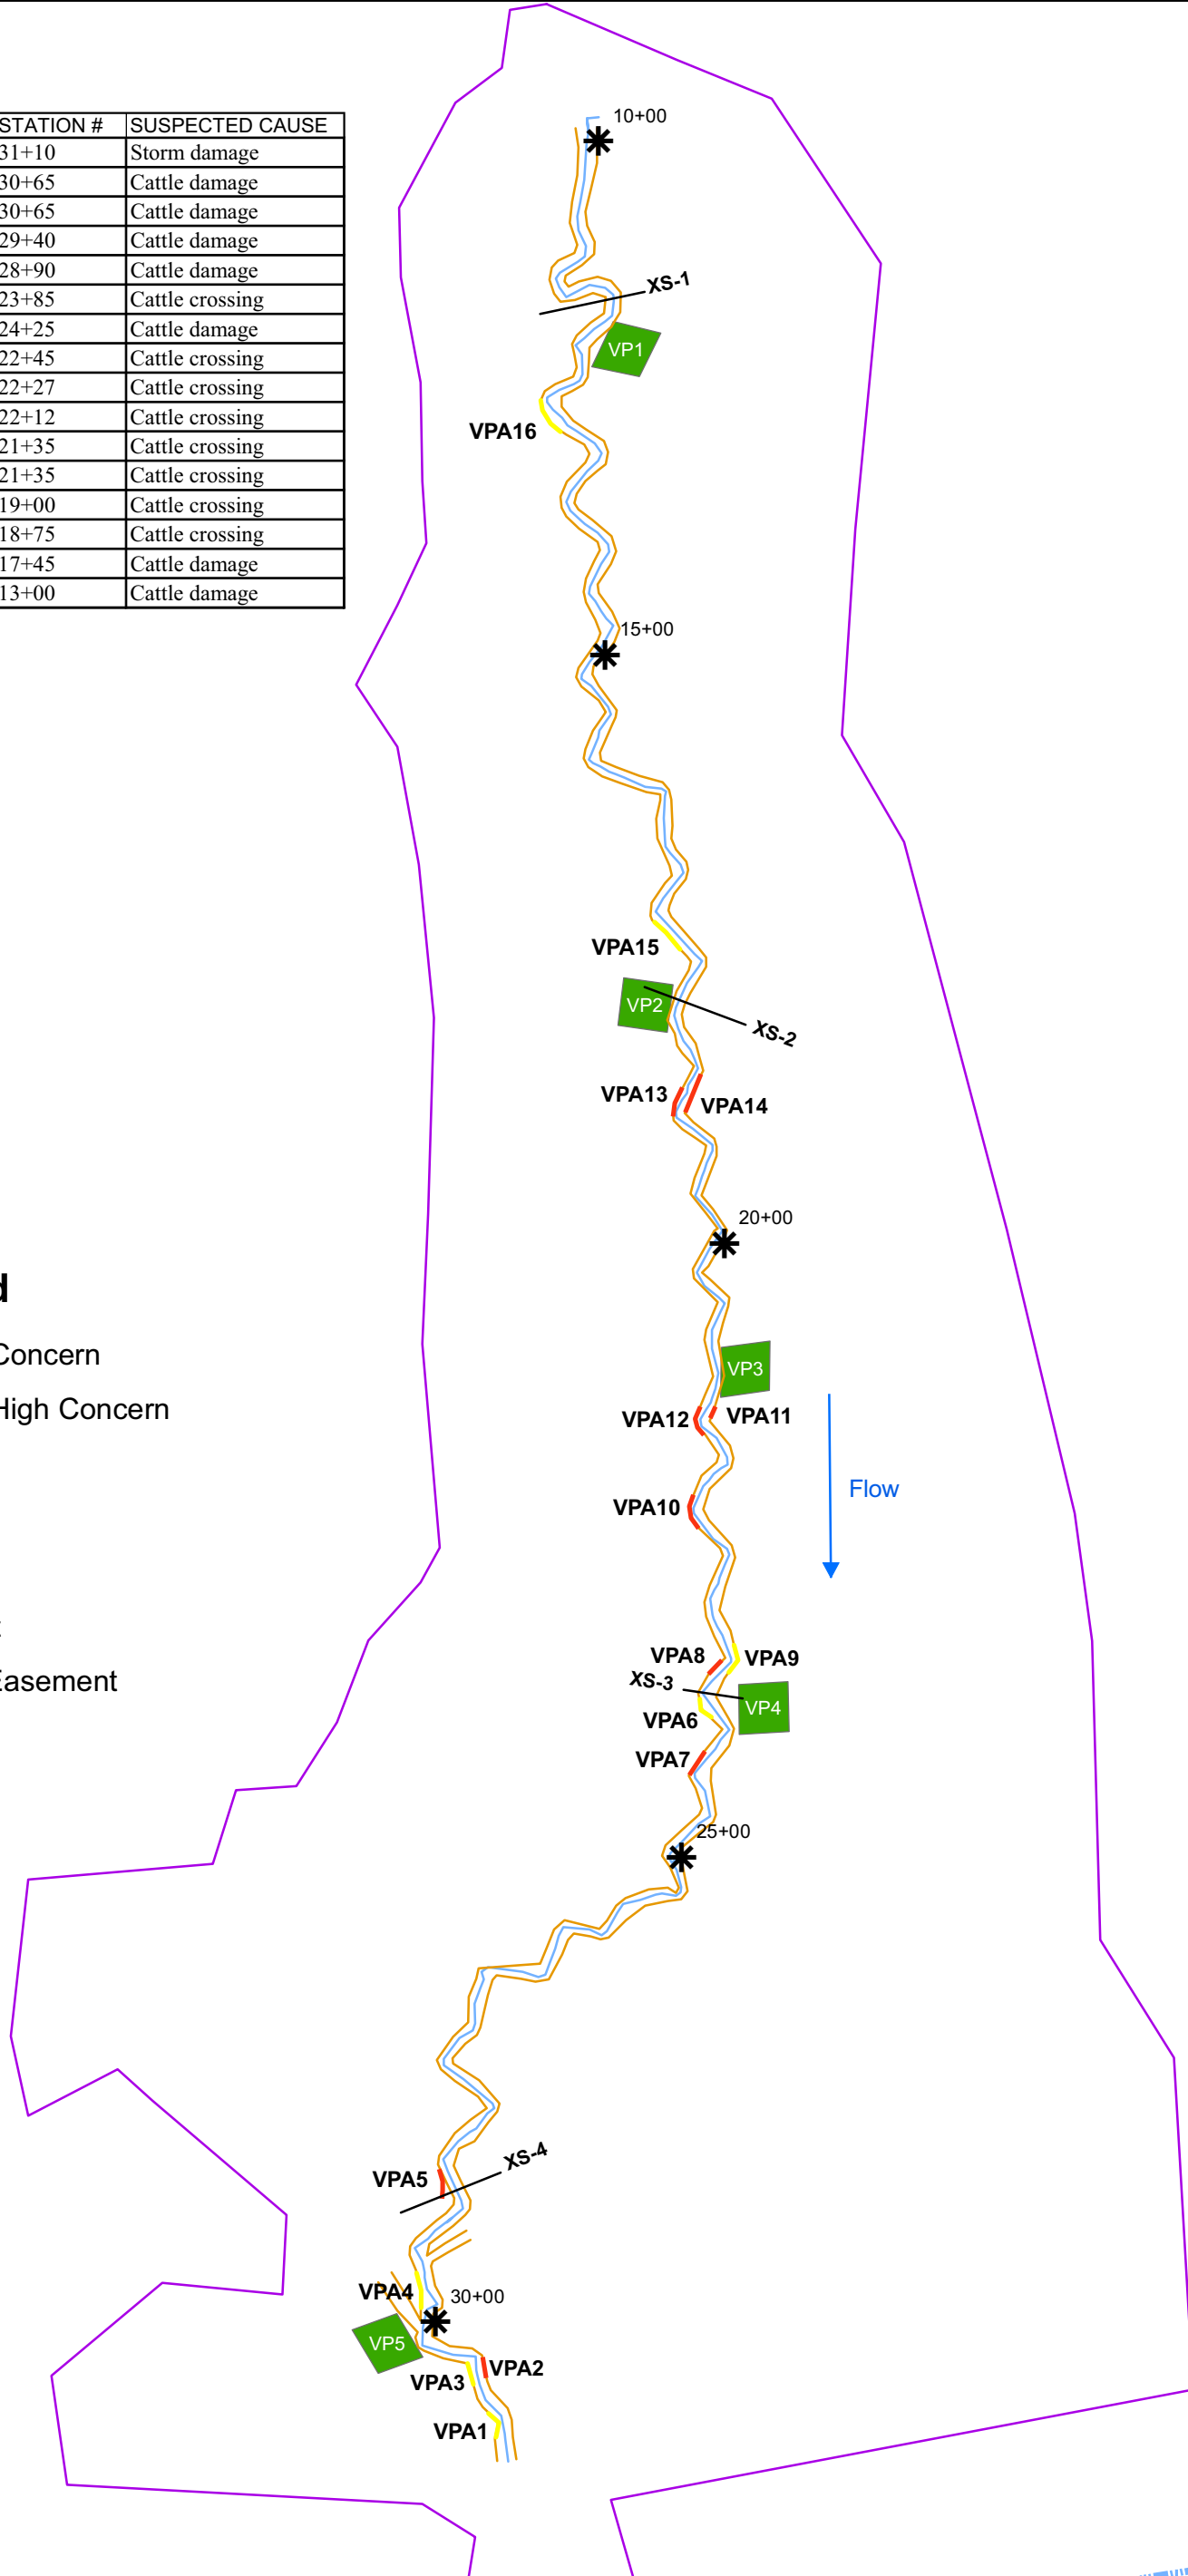 10+00
STATION # SUSPECTED CAUSE
31+10 Storm damage
30+65 Cattle damage
30+65 Cattle damage
29+40 Cattle damage
28+90 Cattle damage
23+85 Cattle crossing
24+25 Cattle damage
22+45 Cattle crossing
22+27 Cattle crossing
22+12 Cattle crossing
21+35 Cattle crossing
21+35 Cattle crossing
19+00 Cattle crossing
18+75 Cattle crossing
17+45 Cattle damage
13+00 Cattle damage
XS-1
VP1
VPA16
15+00
VPA15
VP2
XS-2
VPA13
VPA14
20+00
Concern
VP3
High Concern
VPA12
VPA11
Flow
VPA10
VPA8
VPA9
XS-3
Easement
VP4
VPA6
VPA7
25+00
XS-4
VPA5
VPA4
30+00
VP5
VPA2
VPA3
VPA1